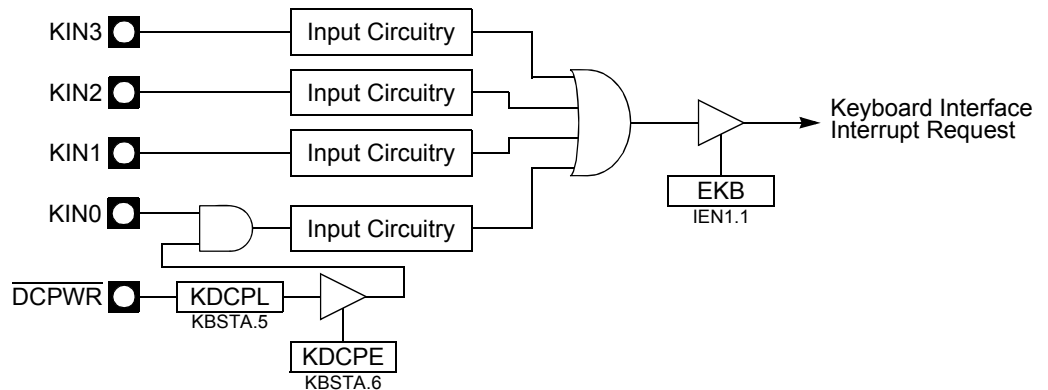 KIN3
Input Circuitry
KIN2
Input Circuitry
Keyboard Interface
Interrupt Request
KIN1
Input Circuitry
EKB
IEN1.1
KIN0
Input Circuitry
DCPWR
KDCPL
KBSTA.5
KDCPE
KBSTA.6